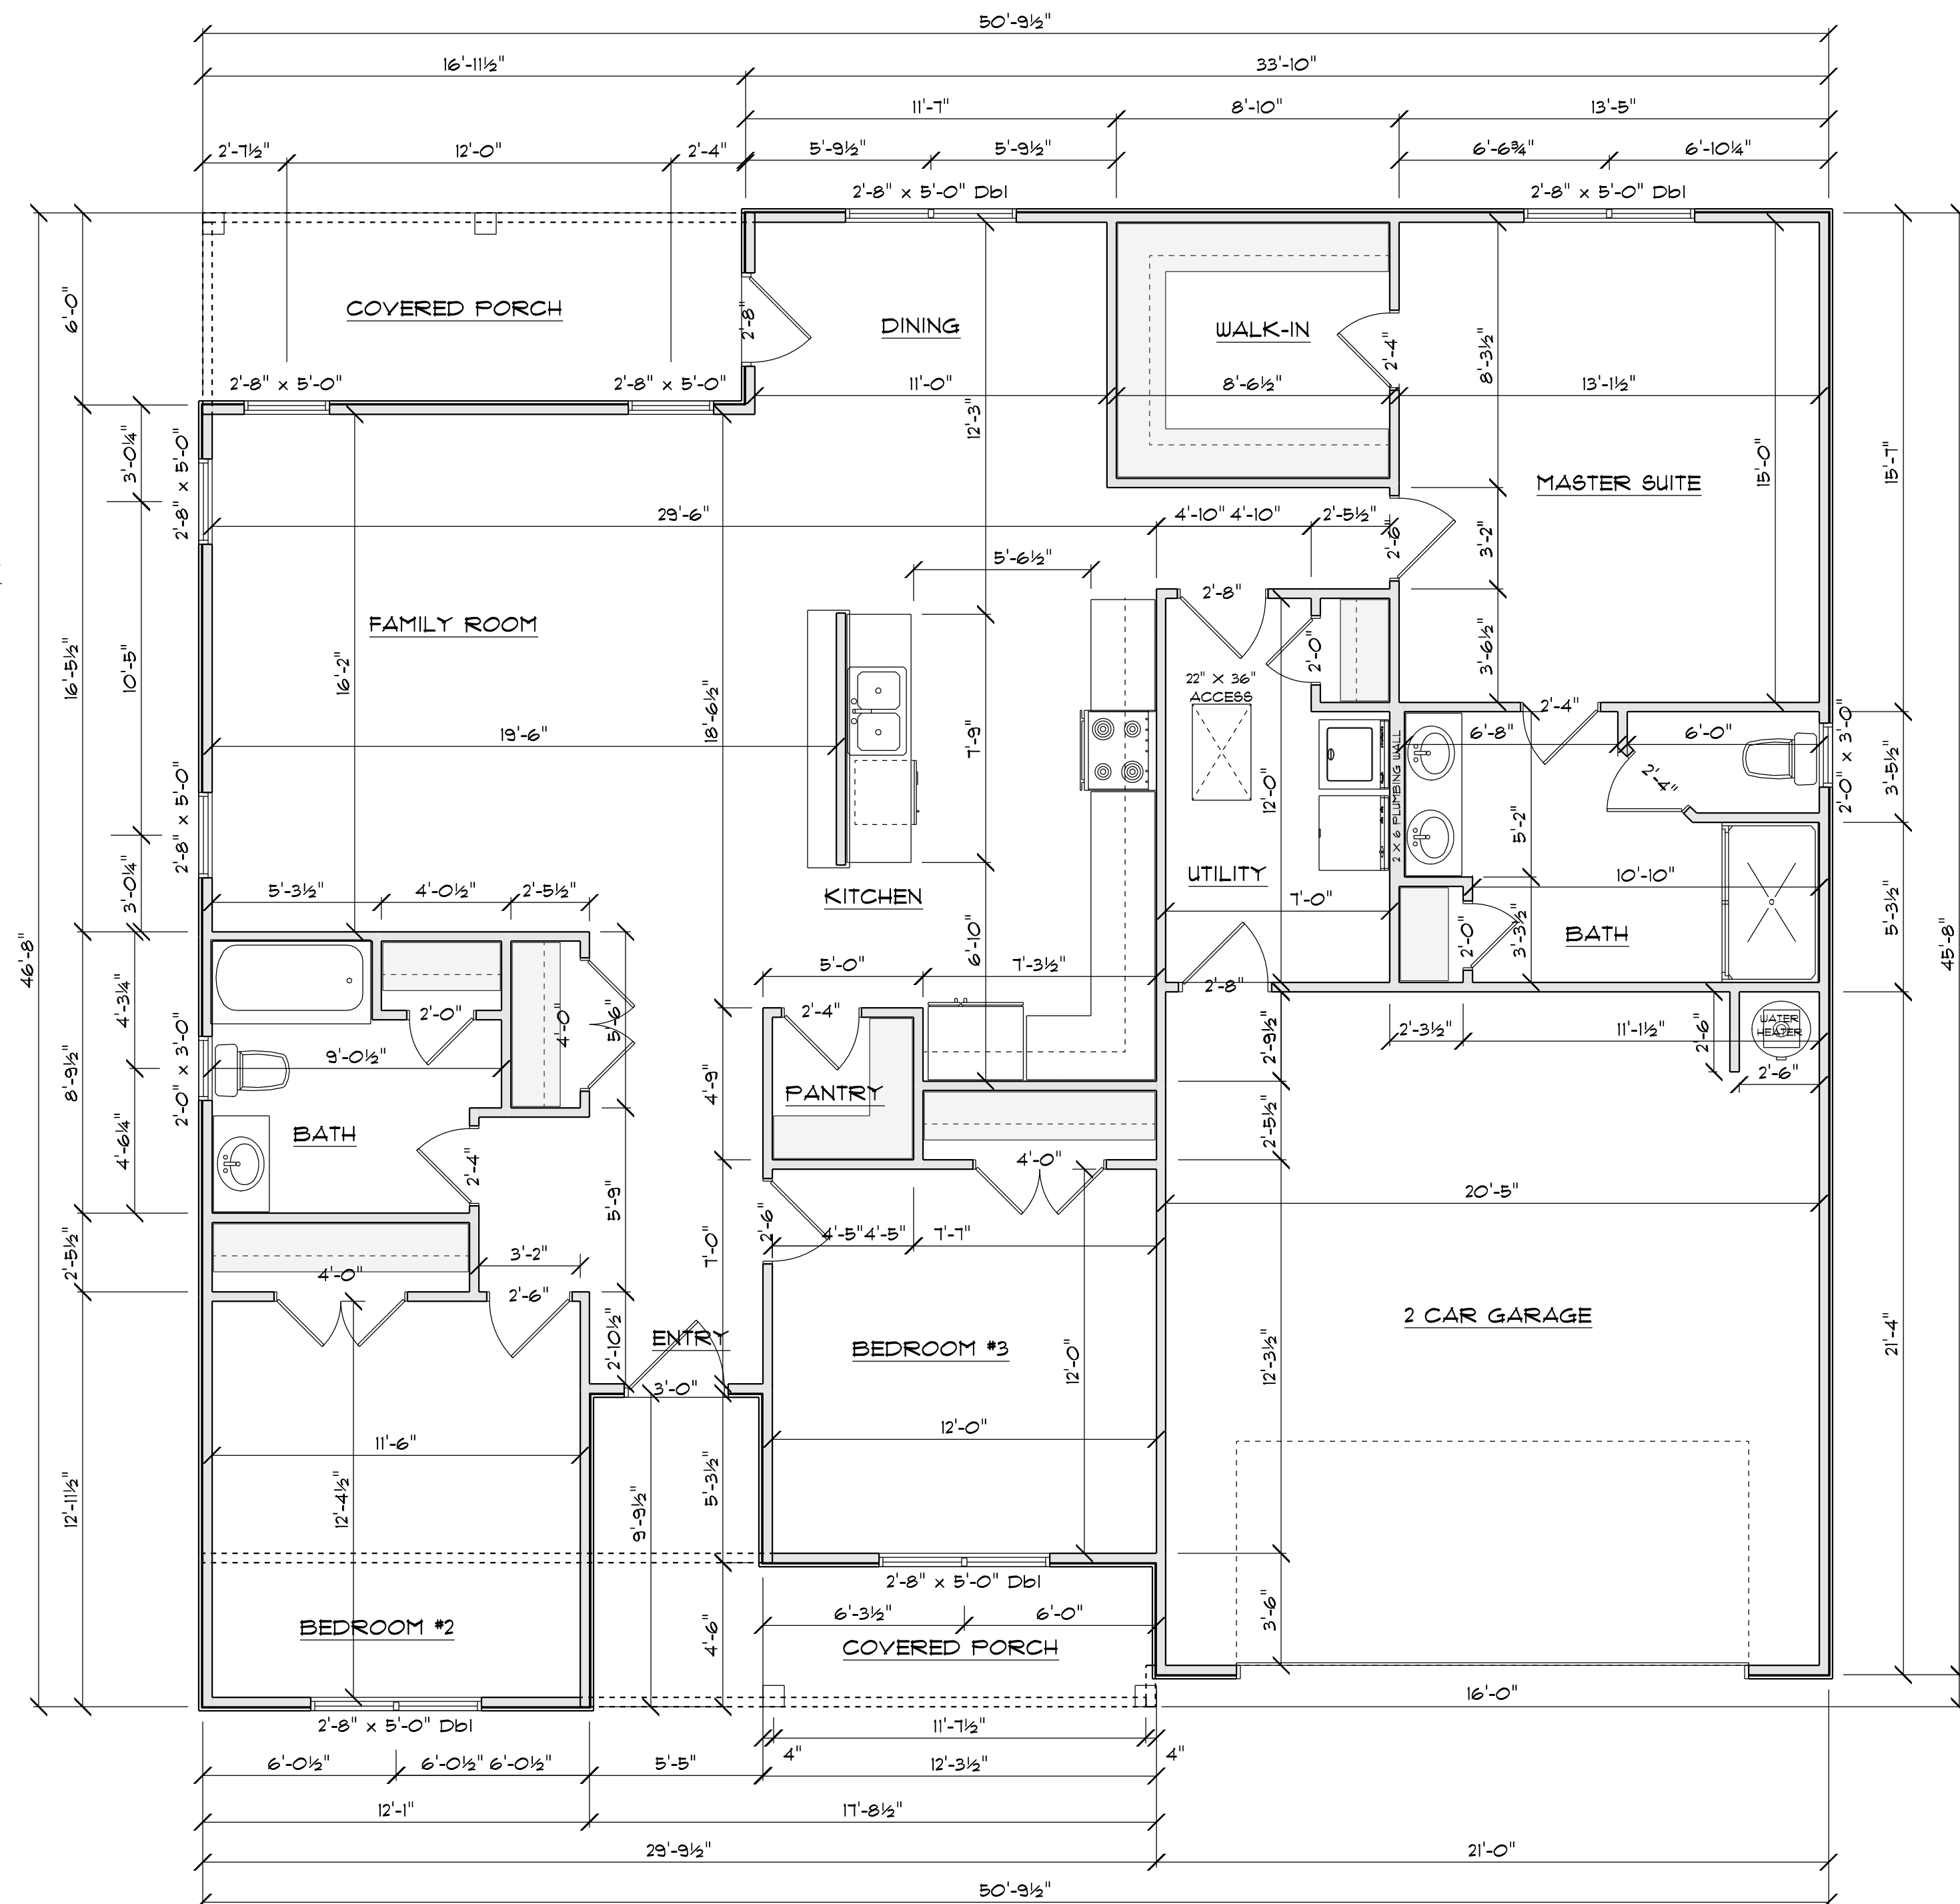 50'-9½"
16'-11½" 33'-10"
11'-7" 8'-10" 13'-5"
2'-7½" 12'-0" 2'-4" 5'-9½" 5'-9½" 6'-6¾" 6'-10¼"
2'-8" x 5'-0" Dbl 2'-8" x 5'-0" Dbl
6'-0"
COVERED PORCH
2'-8"
DINING
WALK-IN
2'-4"
8'-3½"
2'-8" x 5'-0" 2'-8" x 5'-0"
11'-0" 8'-6½" 13'-1½"
12'-3"
3'-0¼"
2'-8" x 5'-0"
15'-0"
15'-7"
MASTER SUITE
29'-6" 4'-10" 4'-10" 2'-5½"
2'-6"
3'-2"
5'-6½"
2'-8"
FAMILY ROOM
16'-5½"
10'-5"
16'-2"
18'-6½"
2'-0"
3'-6½"
22" X 36"
ACCESS
2'-4"
19'-6"
7'-9"
12'-0"
2 X 6 PLUMBING WALL
6'-8" 6'-0"
2'-4"
2'-0" x 3'-0"
3'-5½"
2'-8" x 5'-0"
3'-0¼"
5'-2"
5'-3½" 4'-0½" 2'-5½"
KITCHEN
UTILITY
7'-0"
10'-10"
46'-8"
6'-10"
2'-0"
3'-3½"
BATH
5'-3½"
45'-8"
5'-0" 7'-3½"
2'-8"
4'-3¼"
2'-0"
4'-0"
5'-6"
2'-4"
2'-9½"
2'-3½" 11'-1½"
2'-6"
WATER
HEATER
2'-6"
8'-9½"
2'-0" x 3'-0"
9'-0½"
4'-9"
PANTRY
2'-5½"
4'-6¼"
BATH
2'-4"
4'-0"
5'-9"
20'-5"
2'-5½"
4'-0"
3'-2"
2'-6"
7'-0"
2'-6"
4'-5" 4'-5" 7'-7"
2'-10½"
ENTRY
3'-0"
BEDROOM #3
12'-0"
12'-3½"
2 CAR GARAGE
21'-4"
11'-6"
12'-0"
12'-11½"
12'-4½"
9'-9½"
5'-3½"
2'-8" x 5'-0" Dbl
BEDROOM #2
4'-6"
6'-3½" 6'-0"
COVERED PORCH
3'-6"
16'-0"
2'-8" x 5'-0" Dbl
11'-7½"
4" 4"
6'-0½" 6'-0½" 6'-0½" 5'-5" 12'-3½"
12'-1" 17'-8½"
29'-9½" 21'-0"
50'-9½"